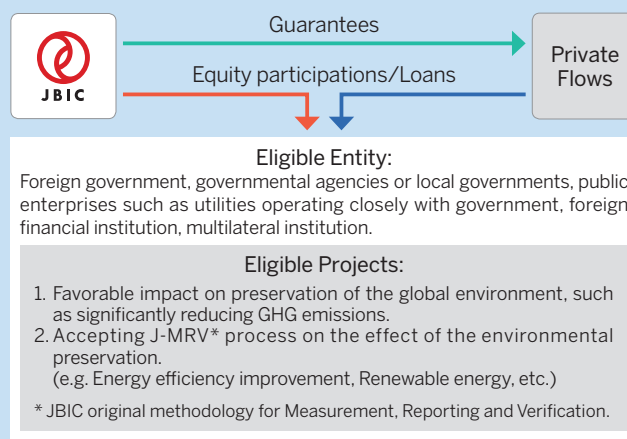 Guarantees
JBIC
Equity participations/Loans
Private
Flows
Eligible Entity:
Foreign government, governmental agencies or local governments, public
enterprises such as utilities operating closely with government, foreign
financial institution, multilateral institution.
Eligible Projects:
1. Favorable impact on preservation of the global environment, such
as significantly reducing GHG emissions.
2. Accepting J-MRV* process on the effect of the environmental
preservation.
(e.g. Energy efficiency improvement, Renewable energy, etc.)
* JBIC original methodology for Measurement, Reporting and Verification.